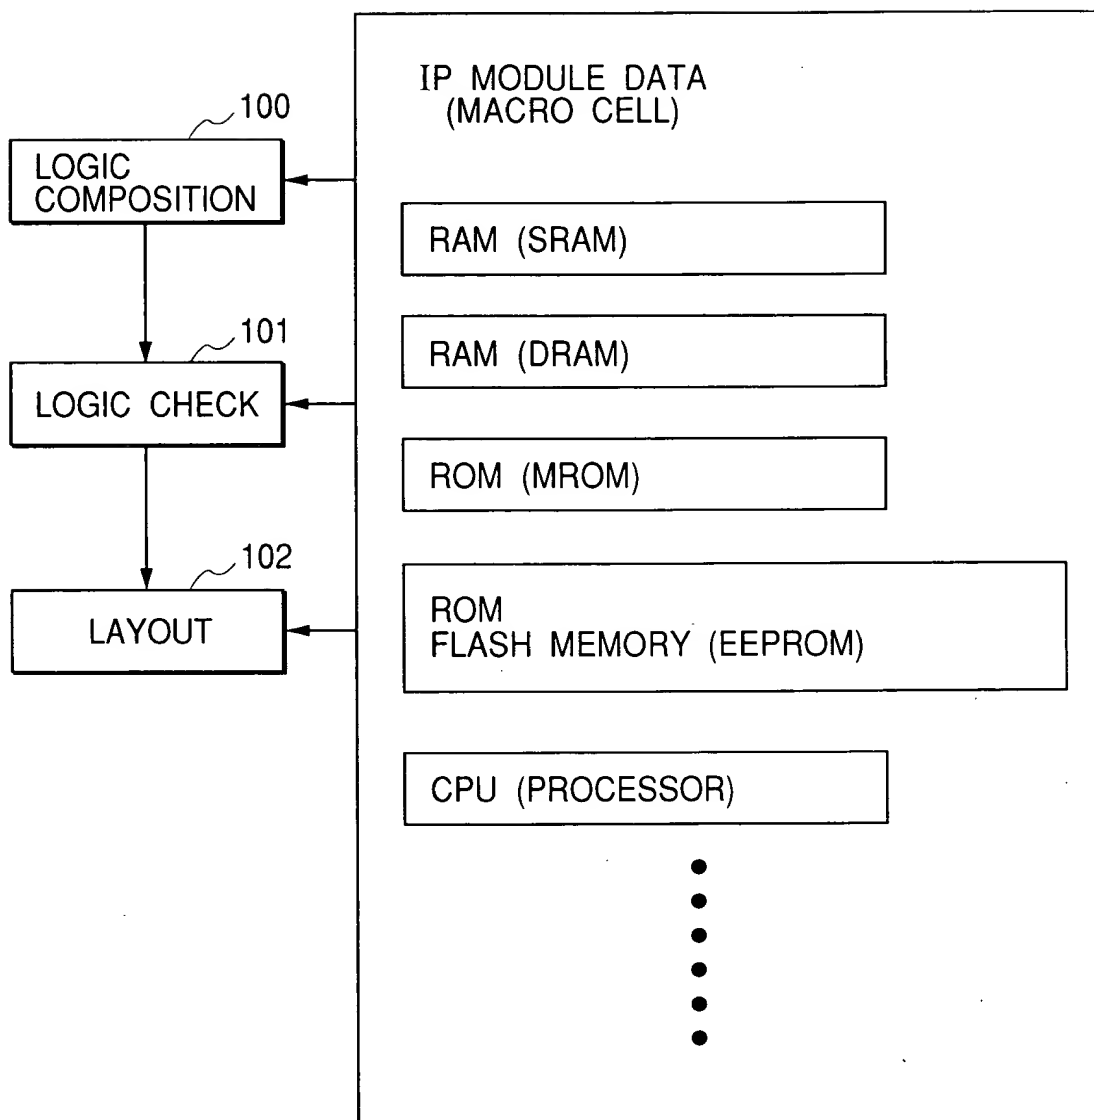 IP MODULE DATA
(MACRO CELL)
100
LOGIC
COMPOSITION
RAM (SRAM)
101
RAM (DRAM)
LOGIC CHECK
ROM (MROM)
102
LAYOUT
ROM
FLASH MEMORY (EEPROM)
CPU (PROCESSOR)